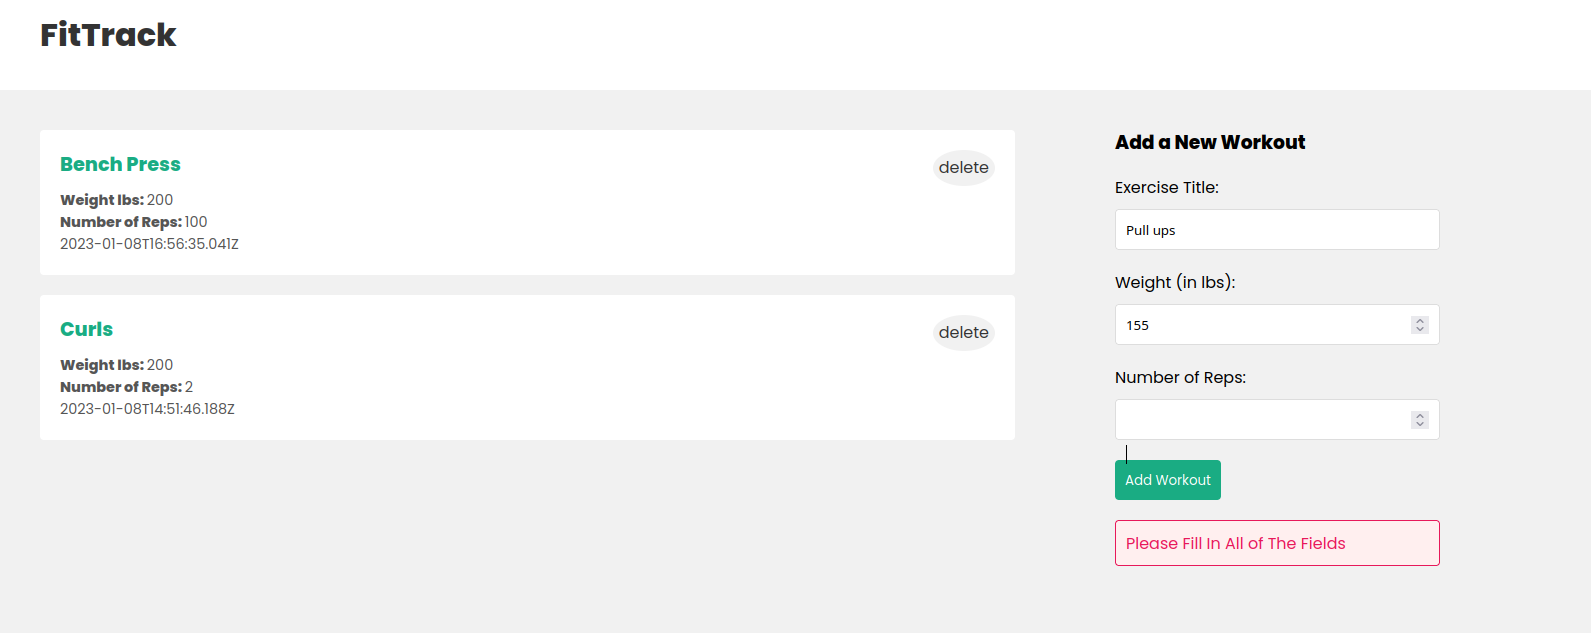 FitTrack
Bench Press
delete
Weight lbs: 200
Number of Reps: 100
2023-01-08T16:56:35.041Z
Curls
delete
Weight lbs: 200
Number of Reps: 2
2023-01-08T14:51:46.188Z
Add a New Workout
Exercise Title:
Pull ups
Weight (in lbs):
155
Number of Reps:
Add Workout
Please Fill In All of The Fields